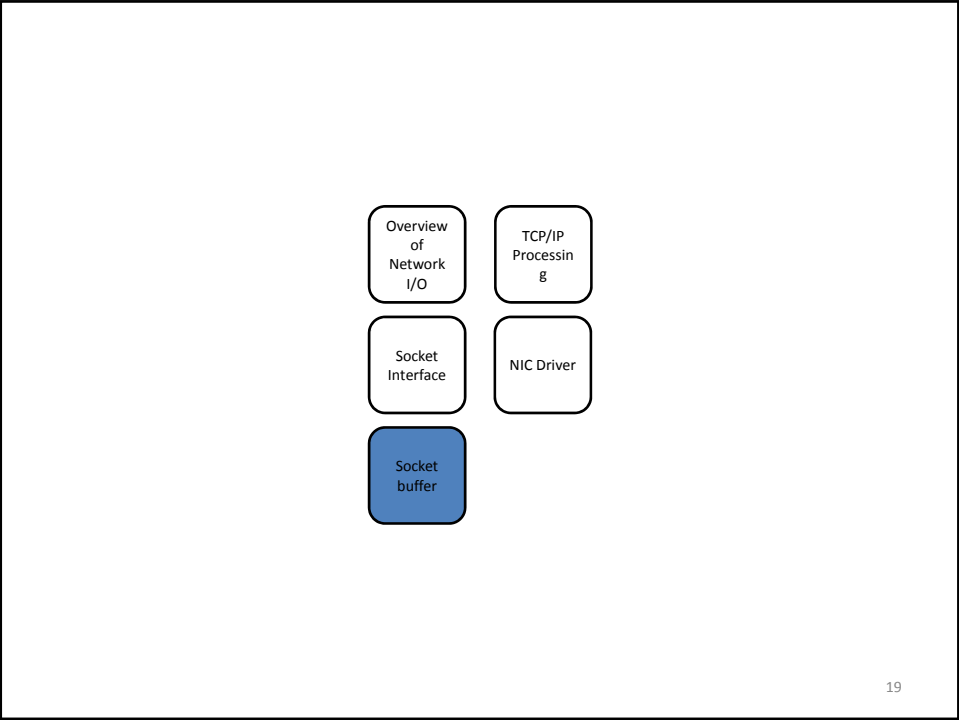 Overview
of
Network
I/O
TCP/IP
Processin
g
Socket
Interface
NIC Driver
Socket
buffer
19